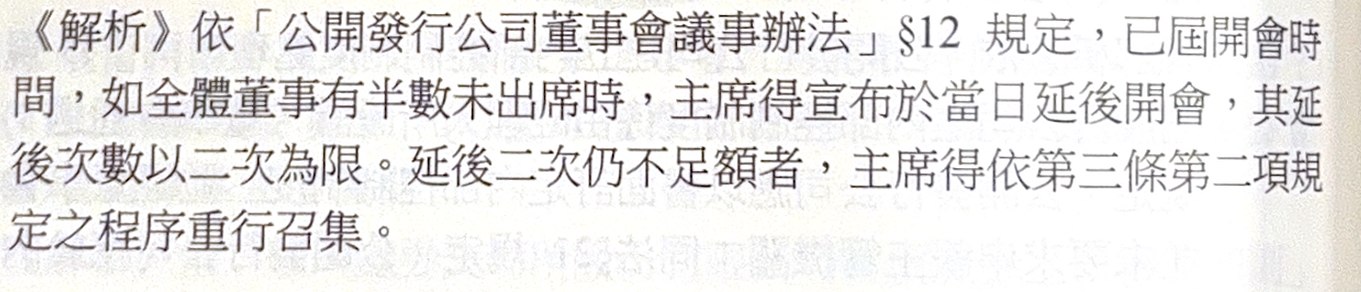 《解析》依「公開發行公司董事會議事辦法」§12 規定，已屆開會時
間，如全體董事有半數未出席時，主席得宣布於當日延後開會，其延
後次數以二次為限。延後二次仍不足額者，主席得依第三條第二項規
定之程序重行召集。